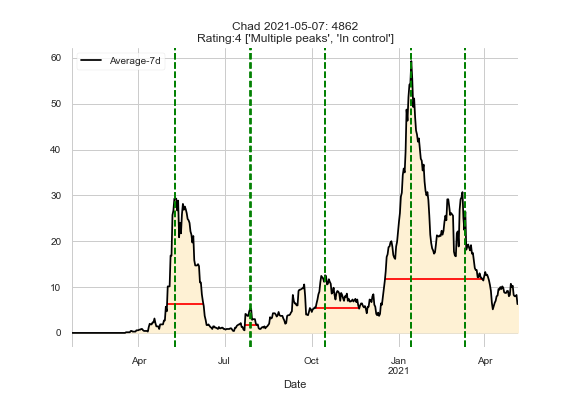 Chad 2021-05-07: 4862
Rating:4 ['Multiple peaks', 'In control']
Average-7d
60
50
40
30
20
10
0
Apr
Jul
Oct
Jan
2021
Apr
Date